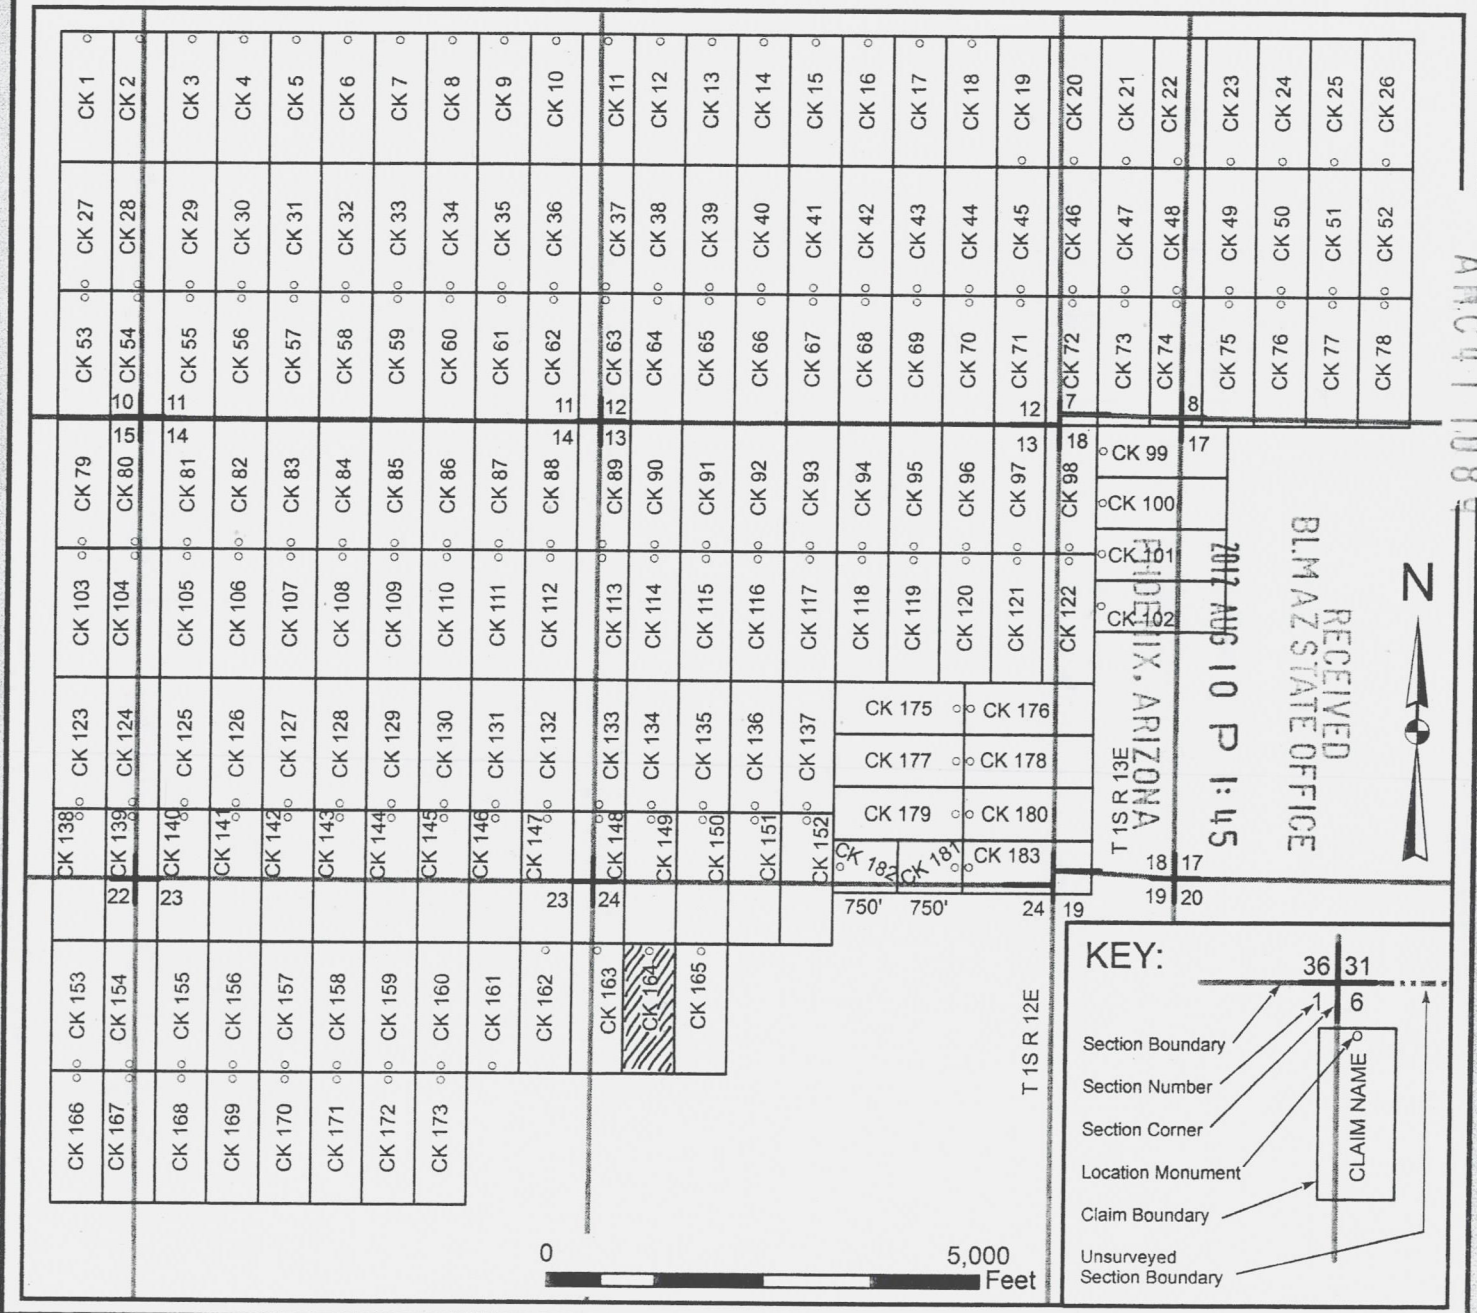 CK 1 CK 2 CK 3 CK 4 CK 5 CK 6 CK 7 CK 8 CK 9 CK 10 CK 11 CK 12 CK 13 CK 14 CK 15 CK 16 CK 17 CK 18 CK 19 CK 20 CK 21 CK 22 CK 23 CK 24 CK 25 CK 26
CK 27 CK 28 CK 29 CK 30 CK 31 CK 32 CK 33 CK 34 CK 35 CK 36 CK 37 CK 38 CK 39 CK 40 CK 41 CK 42 CK 43 CK 44 CK 45 CK 46 CK 47 CK 48 CK 49 CK 50 CK 51 CK 52
CK 53 CK 54 CK 55 CK 56 CK 57 CK 58 CK 59 CK 60 CK 61 CK 62 CK 63 CK 64 CK 65 CK 66 CK 67 CK 68 CK 69 CK 70 CK 71 CK 72 CK 73 CK 74 CK 75 CK 76 CK 77 CK 78
10 11 11 12 12 7 8
15 14 14 13 13 18 17
CK 79 CK 80 CK 81 CK 82 CK 83 CK 84 CK 85 CK 86 CK 87 CK 88 CK 89 CK 90 CK 91 CK 92 CK 93 CK 94 CK 95 CK 96 CK 97 CK 98
CK 99
CK 100
CK 101
CK 102
CK 103 CK 104 CK 105 CK 106 CK 107 CK 108 CK 109 CK 110 CK 111 CK 112 CK 113 CK 114 CK 115 CK 116 CK 117 CK 118 CK 119 CK 120 CK 121 CK 122
CK 123 CK 124 CK 125 CK 126 CK 127 CK 128 CK 129 CK 130 CK 131 CK 132 CK 133 CK 134 CK 135 CK 136 CK 137
CK 175 CK 176
CK 177 CK 178
CK 179 CK 180
CK 182 CK 181 CK 183
CK 138 CK 139 CK 140 CK 141 CK 142 CK 143 CK 144 CK 145 CK 146 CK 147 CK 148 CK 149 CK 150 CK 151 CK 152
18 17
22 23 23 24 24 19 19 20
750' 750'
CK 153 CK 154 CK 155 CK 156 CK 157 CK 158 CK 159 CK 160 CK 161 CK 162 CK 163 CK 164 CK 165
CK 166 CK 167 CK 168 CK 169 CK 170 CK 171 CK 172 CK 173
T 1S R 13E
T 1S R 12E
RECEIVED
BLM AZ STATE OFFICE
2012 AUG 10 P 1:45
PHOENIX, ARIZONA
N
0 5,000
Feet
KEY:
36 31
1 6
Section Boundary
Section Number
Section Corner
Location Monument
Claim Boundary
Unsurveyed
Section Boundary
CLAIM NAME